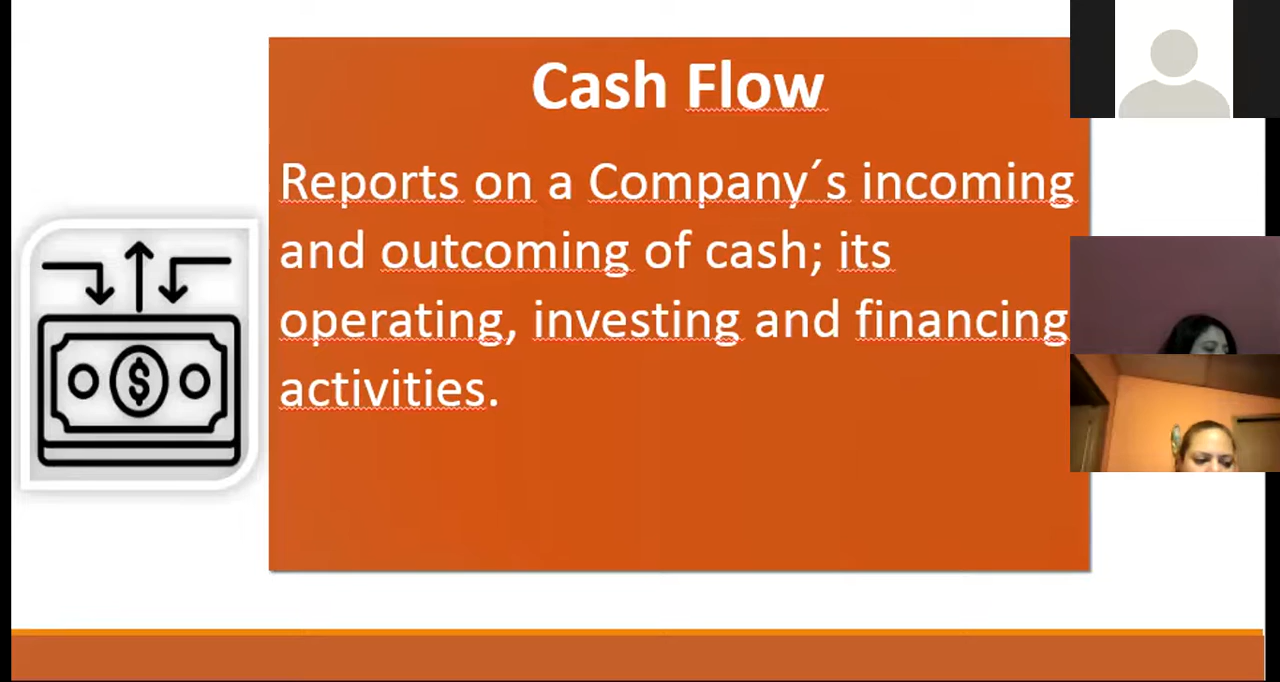 Cash Flow
Reports on a Company´s incoming
and outcoming of cash; its
operating, investing and financing
activities.
$